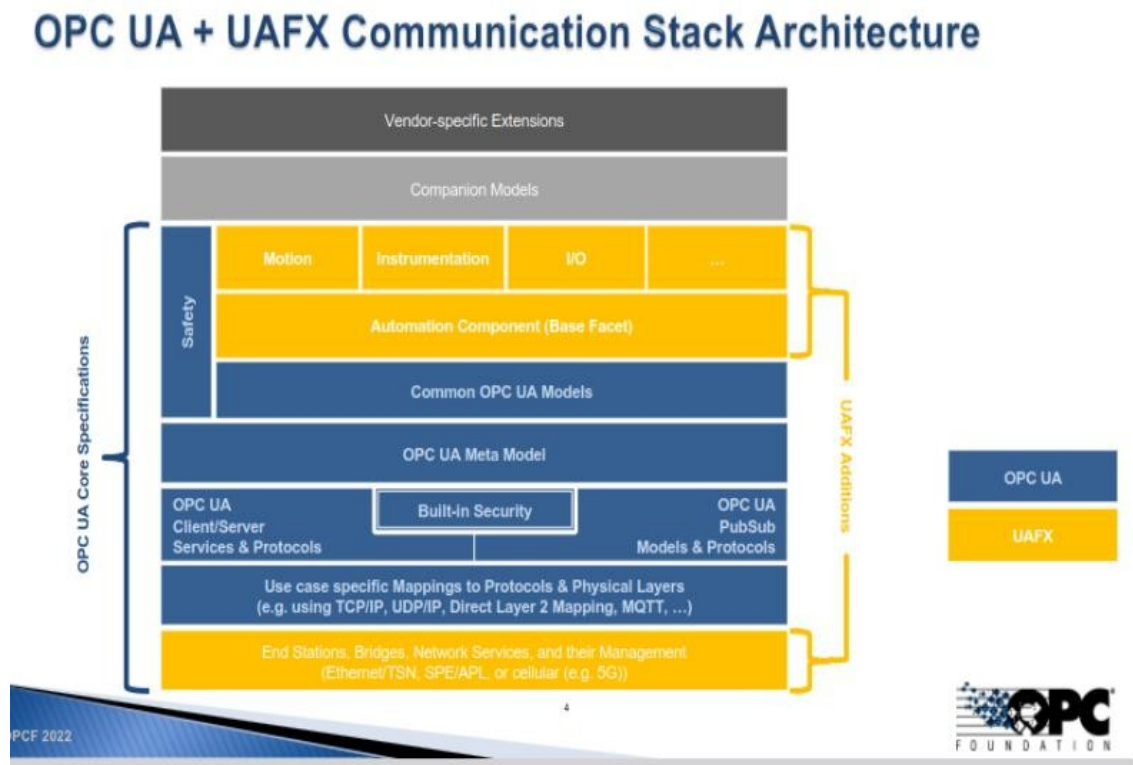 OPC UA + UAFX Communication Stack Architecture
Vendor-specific Extensions
Companion Models
OPC UA Core Specifications
Safety
Motion
Instrumentation
I/O
...
Automation Component (Base Facet)
Common OPC UA Models
OPC UA Meta Model
OPC UA
Client/Server
Services & Protocols
Built-in Security
OPC UA
PubSub
Models & Protocols
Use case specific Mappings to Protocols & Physical Layers
(e.g. using TCP/IP, UDP/IP, Direct Layer 2 Mapping, MQTT, ...)
End Stations, Bridges, Network Services, and their Management
(Ethernet/TSN, SPE/APL, or cellular (e.g. 5G))
UAFX Additions
OPC UA
UAFX
4
PCF 2022
OPC
FOUNDATION